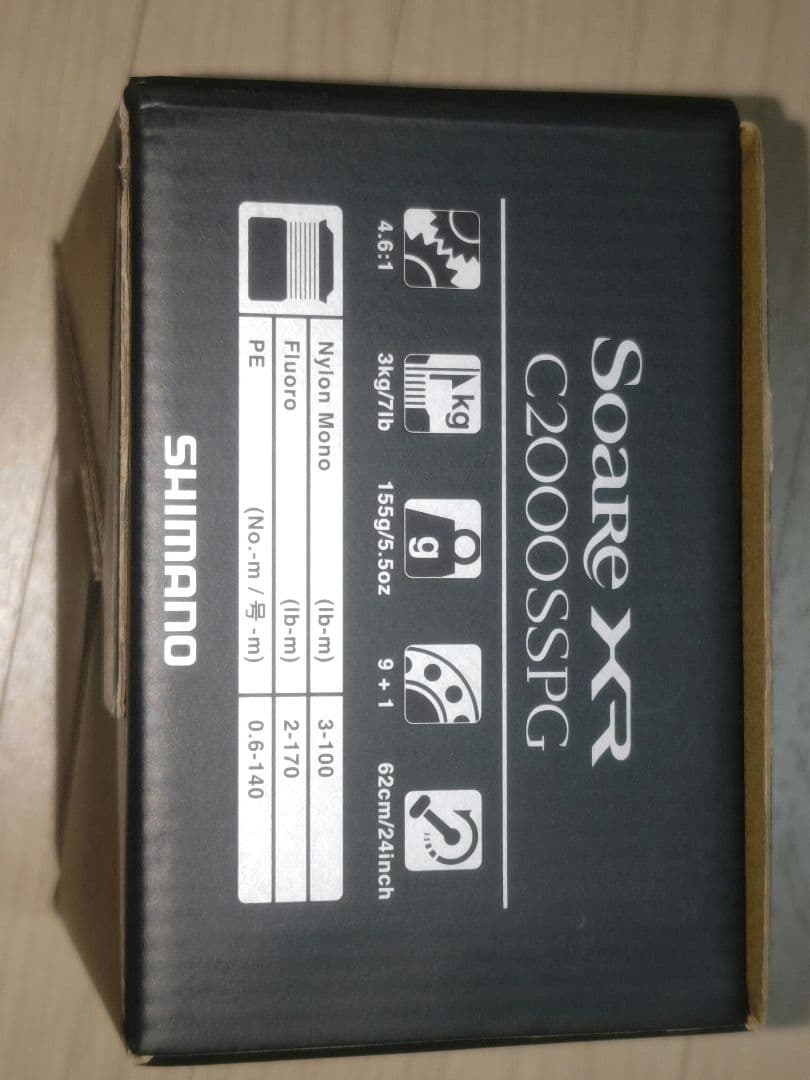 Soare XR
C2000SSPG
4.6:1 3kg/7lb 155g/5.5oz 9+1 62cm/24inch
kg
g
Nylon Mono (lb-m) 3-100
Fluoro (lb-m) 2-170
PE (No.-m/号-m) 0.6-140
SHIMANO